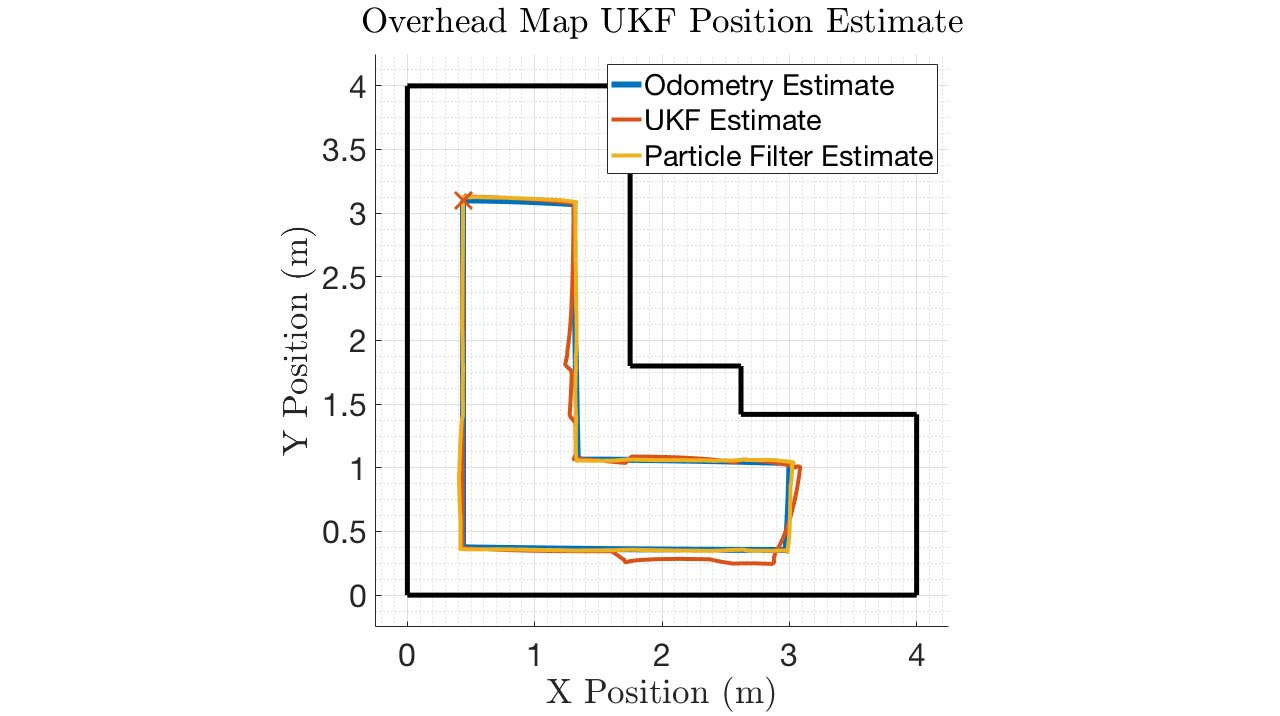 Overhead Map UKF Position Estimate
Odometry Estimate
UKF Estimate
Particle Filter Estimate
4
3.5
3
2.5
2
1.5
1
0.5
0
Y Position (m)
0 1 2 3 4
X Position (m)